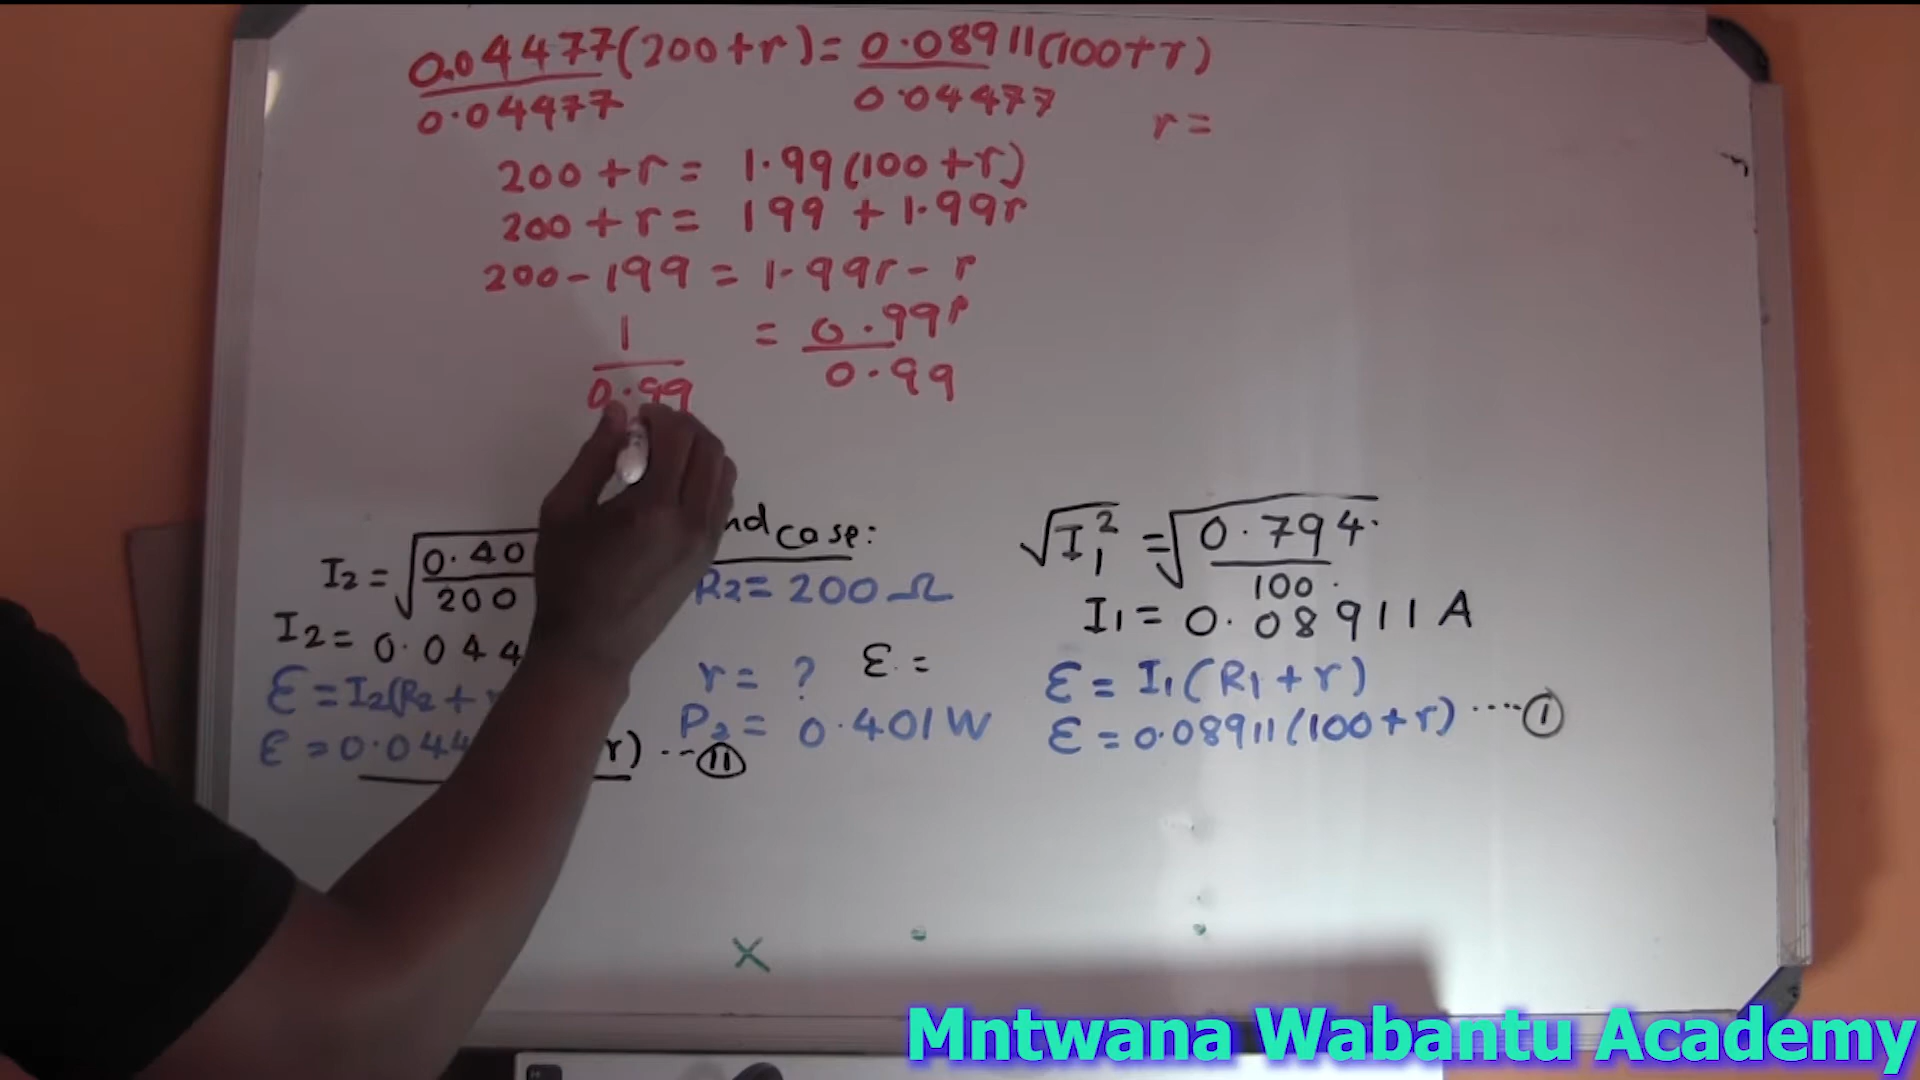 0.04477(200+r) = 0.08911(100+r)
0.04477 0.04477
r =
200 + r = 1.99(100+r)
200 + r = 199 + 1.99r
200 - 199 = 1.99r - r
1 = 0.99r
0.99 0.99
nd case:
I2 = √0.40
200
R2 = 200 Ω
I2 = 0.044
r = ? ε =
ε = I2(R2 +
P2 = 0.401W
ε = 0.044 r) ... II
√I1² = √0.794
100
I1 = 0.08911 A
ε = I1(R1 + r)
ε = 0.08911(100+r) .... I
x
Mntwana Wabantu Academy